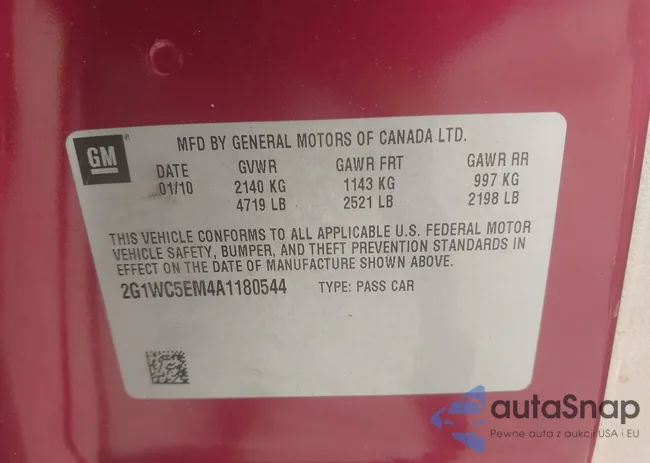 GM
MFD BY GENERAL MOTORS OF CANADA LTD.
DATE GVWR GAWR FRT GAWR RR
01/10 2140 KG 1143 KG 997 KG
4719 LB 2521 LB 2198 LB
THIS VEHICLE CONFORMS TO ALL APPLICABLE U.S. FEDERAL MOTOR
VEHICLE SAFETY, BUMPER, AND THEFT PREVENTION STANDARDS IN
EFFECT ON THE DATE OF MANUFACTURE SHOWN ABOVE.
2G1WC5EM4A1180544 TYPE: PASS CAR
autaSnap
Pewne auta z aukcji USA i EU